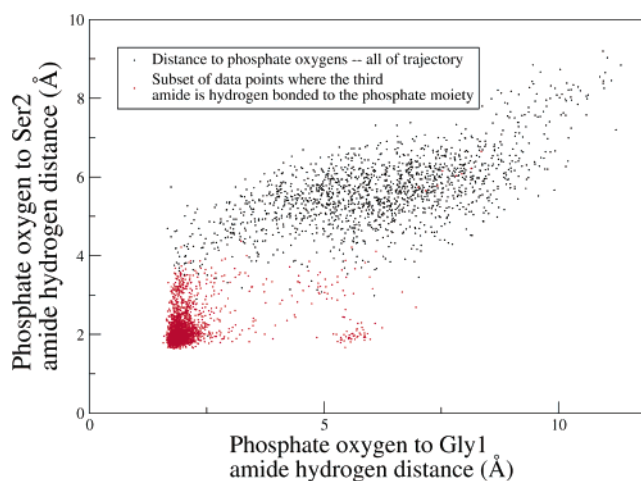 10
8
6
4
2
0
Phosphate oxygen to Ser2
amide hydrogen distance (Å)
Distance to phosphate oxygens -- all of trajectory
Subset of data points where the third
amide is hydrogen bonded to the phosphate moiety
0
5
10
Phosphate oxygen to Gly1
amide hydrogen distance (Å)